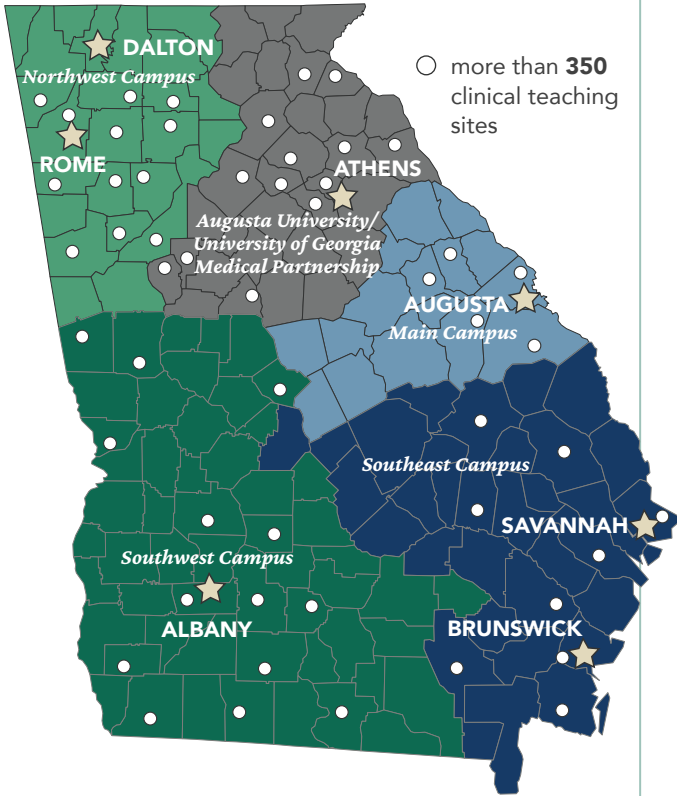 DALTON
Northwest Campus
more than 350
clinical teaching
sites
ROME
ATHENS
Augusta University/
University of Georgia
Medical Partnership
AUGUSTA
Main Campus
Southeast Campus
SAVANNAH
Southwest Campus
ALBANY
BRUNSWICK